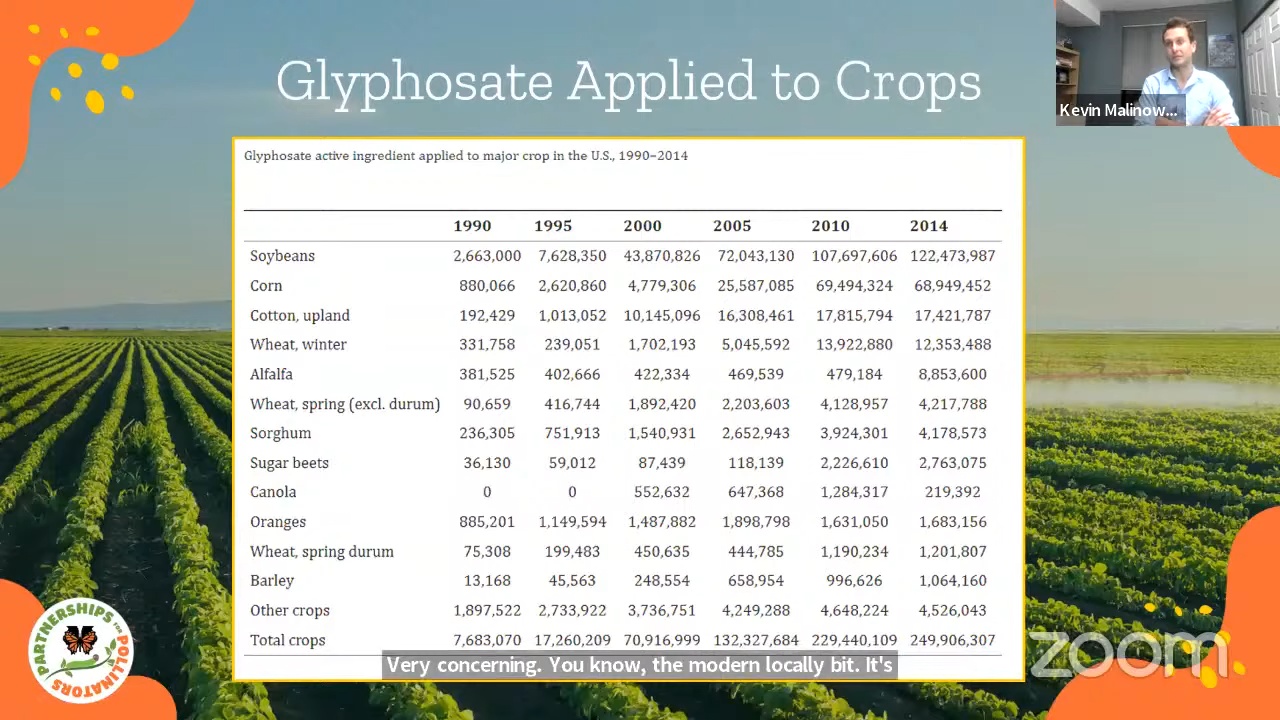 Glyphosate Applied to Crops
Kevin Malinow...
Glyphosate active ingredient applied to major crop in the U.S., 1990–2014
1990 1995 2000 2005 2010 2014
Soybeans 2,663,000 7,628,350 43,870,826 72,043,130 107,697,606 122,473,987
Corn 880,066 2,620,860 4,779,306 25,587,085 69,494,324 68,949,452
Cotton, upland 192,429 1,013,052 10,145,096 16,308,461 17,815,794 17,421,787
Wheat, winter 331,758 239,051 1,702,193 5,045,592 13,922,880 12,353,488
Alfalfa 381,525 402,666 422,334 469,539 479,184 8,853,600
Wheat, spring (excl. durum) 90,659 416,744 1,892,420 2,203,603 4,128,957 4,217,788
Sorghum 236,305 751,913 1,540,931 2,652,943 3,924,301 4,178,573
Sugar beets 36,130 59,012 87,439 118,139 2,226,610 2,763,075
Canola 0 0 552,632 647,368 1,284,317 219,392
Oranges 885,201 1,149,594 1,487,882 1,898,798 1,631,050 1,683,156
Wheat, spring durum 75,308 199,483 450,635 444,785 1,190,234 1,201,807
Barley 13,168 45,563 248,554 658,954 996,626 1,064,160
Other crops 1,897,522 2,733,922 3,736,751 4,249,288 4,648,224 4,526,043
Total crops 7,683,070 17,260,209 70,916,999 132,327,684 229,440,109 249,906,307
Very concerning. You know, the modern locally bit. It's
PARTNERSHIPS for POLLINATORS
zoom